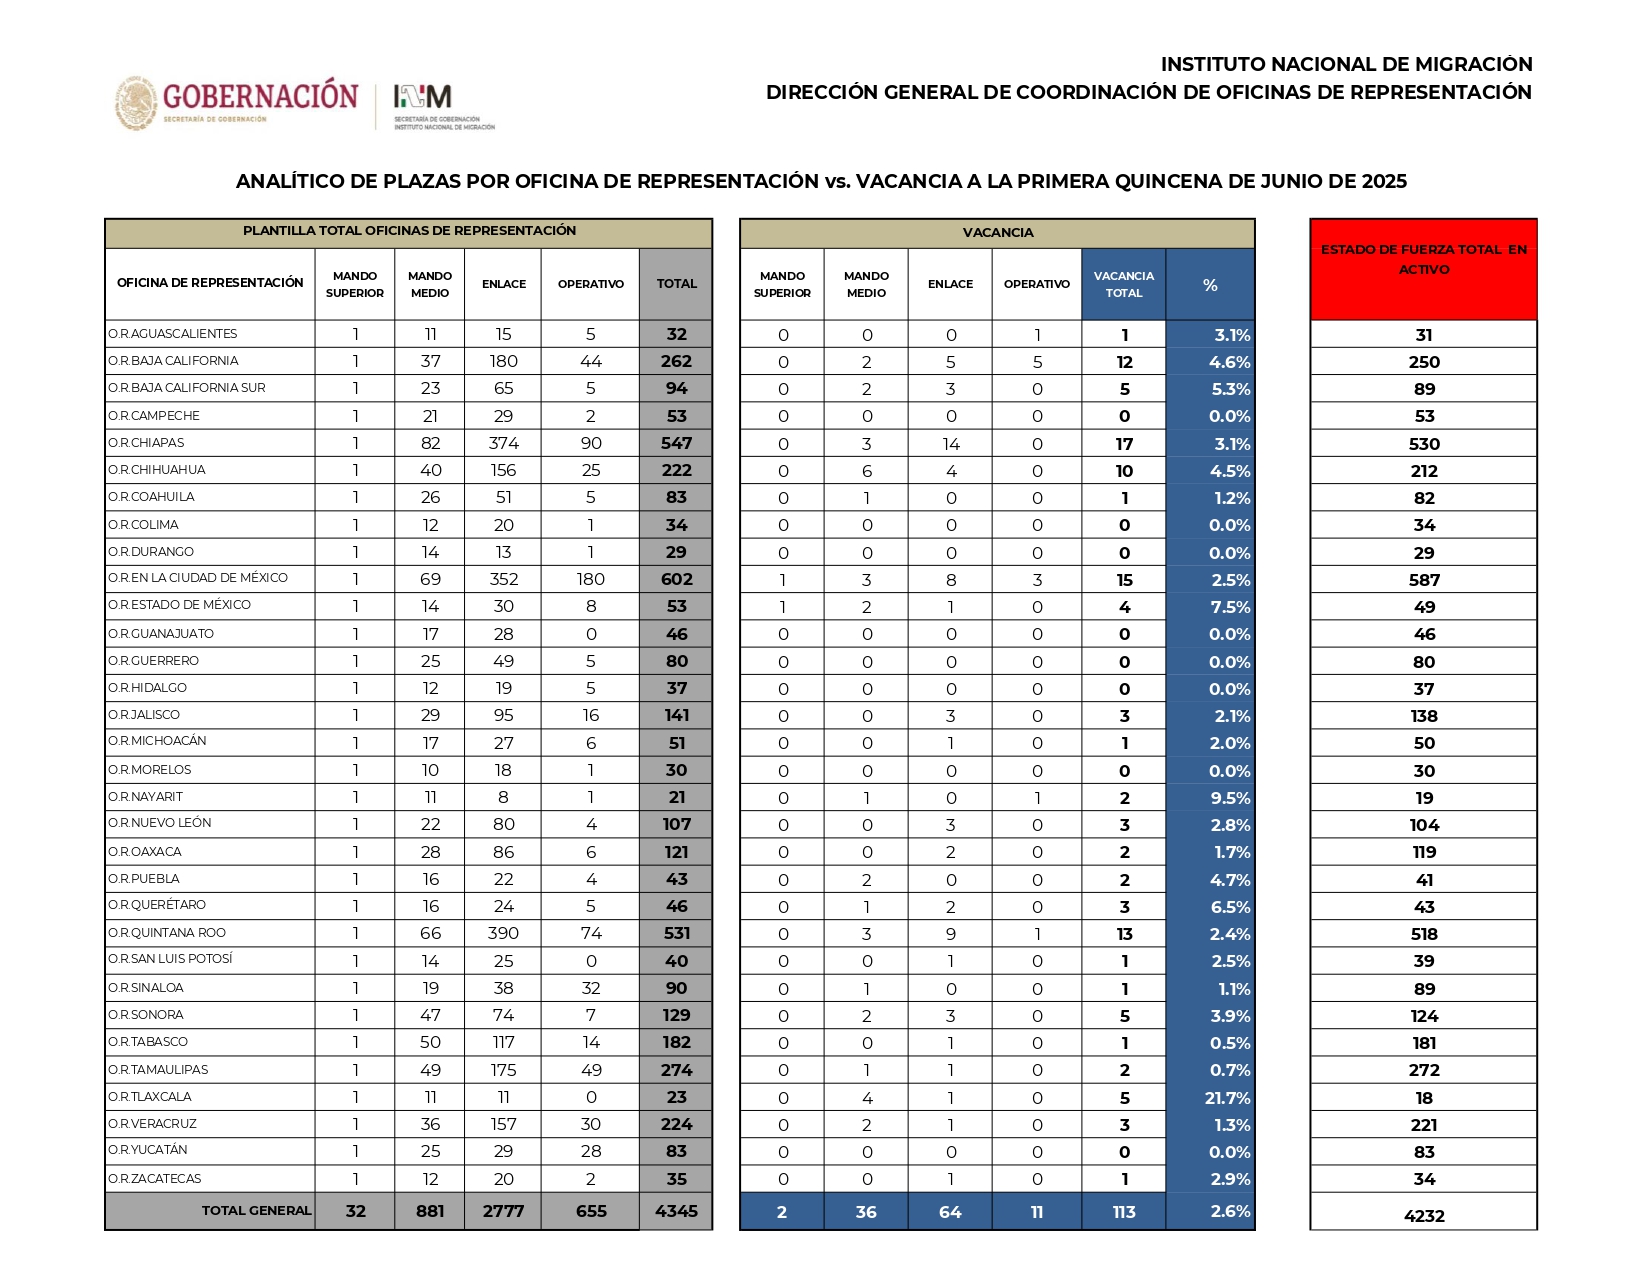 INSTITUTO NACIONAL DE MIGRACIÓN
DIRECCIÓN GENERAL DE COORDINACIÓN DE OFICINAS DE REPRESENTACIÓN
GOBERNACIÓN
SECRETARÍA DE GOBERNACIÓN
INM
SECRETARÍA DE GOBERNACIÓN
INSTITUTO NACIONAL DE MIGRACIÓN
ANALÍTICO DE PLAZAS POR OFICINA DE REPRESENTACIÓN vs. VACANCIA A LA PRIMERA QUINCENA DE JUNIO DE 2025
PLANTILLA TOTAL OFICINAS DE REPRESENTACIÓN VACANCIA ESTADO DE FUERZA TOTAL EN ACTIVO
OFICINA DE REPRESENTACIÓN MANDO SUPERIOR MANDO MEDIO ENLACE OPERATIVO TOTAL MANDO SUPERIOR MANDO MEDIO ENLACE OPERATIVO VACANCIA TOTAL %
O.R.AGUASCALIENTES 1 11 15 5 32 0 0 0 1 1 3.1% 31
O.R.BAJA CALIFORNIA 1 37 180 44 262 0 2 5 5 12 4.6% 250
O.R.BAJA CALIFORNIA SUR 1 23 65 5 94 0 2 3 0 5 5.3% 89
O.R.CAMPECHE 1 21 29 2 53 0 0 0 0 0 0.0% 53
O.R.CHIAPAS 1 82 374 90 547 0 3 14 0 17 3.1% 530
O.R.CHIHUAHUA 1 40 156 25 222 0 6 4 0 10 4.5% 212
O.R.COAHUILA 1 26 51 5 83 0 1 0 0 1 1.2% 82
O.R.COLIMA 1 12 20 1 34 0 0 0 0 0 0.0% 34
O.R.DURANGO 1 14 13 1 29 0 0 0 0 0 0.0% 29
O.R.EN LA CIUDAD DE MÉXICO 1 69 352 180 602 1 3 8 3 15 2.5% 587
O.R.ESTADO DE MÉXICO 1 14 30 8 53 1 2 1 0 4 7.5% 49
O.R.GUANAJUATO 1 17 28 0 46 0 0 0 0 0 0.0% 46
O.R.GUERRERO 1 25 49 5 80 0 0 0 0 0 0.0% 80
O.R.HIDALGO 1 12 19 5 37 0 0 0 0 0 0.0% 37
O.R.JALISCO 1 29 95 16 141 0 0 3 0 3 2.1% 138
O.R.MICHOACÁN 1 17 27 6 51 0 0 1 0 1 2.0% 50
O.R.MORELOS 1 10 18 1 30 0 0 0 0 0 0.0% 30
O.R.NAYARIT 1 11 8 1 21 0 1 0 1 2 9.5% 19
O.R.NUEVO LEÓN 1 22 80 4 107 0 0 3 0 3 2.8% 104
O.R.OAXACA 1 28 86 6 121 0 0 2 0 2 1.7% 119
O.R.PUEBLA 1 16 22 4 43 0 2 0 0 2 4.7% 41
O.R.QUERÉTARO 1 16 24 5 46 0 1 2 0 3 6.5% 43
O.R.QUINTANA ROO 1 66 390 74 531 0 3 9 1 13 2.4% 518
O.R.SAN LUIS POTOSÍ 1 14 25 0 40 0 0 1 0 1 2.5% 39
O.R.SINALOA 1 19 38 32 90 0 1 0 0 1 1.1% 89
O.R.SONORA 1 47 74 7 129 0 2 3 0 5 3.9% 124
O.R.TABASCO 1 50 117 14 182 0 0 1 0 1 0.5% 181
O.R.TAMAULIPAS 1 49 175 49 274 0 1 1 0 2 0.7% 272
O.R.TLAXCALA 1 11 11 0 23 0 4 1 0 5 21.7% 18
O.R.VERACRUZ 1 36 157 30 224 0 2 1 0 3 1.3% 221
O.R.YUCATÁN 1 25 29 28 83 0 0 0 0 0 0.0% 83
O.R.ZACATECAS 1 12 20 2 35 0 0 1 0 1 2.9% 34
TOTAL GENERAL 32 881 2777 655 4345 2 36 64 11 113 2.6% 4232